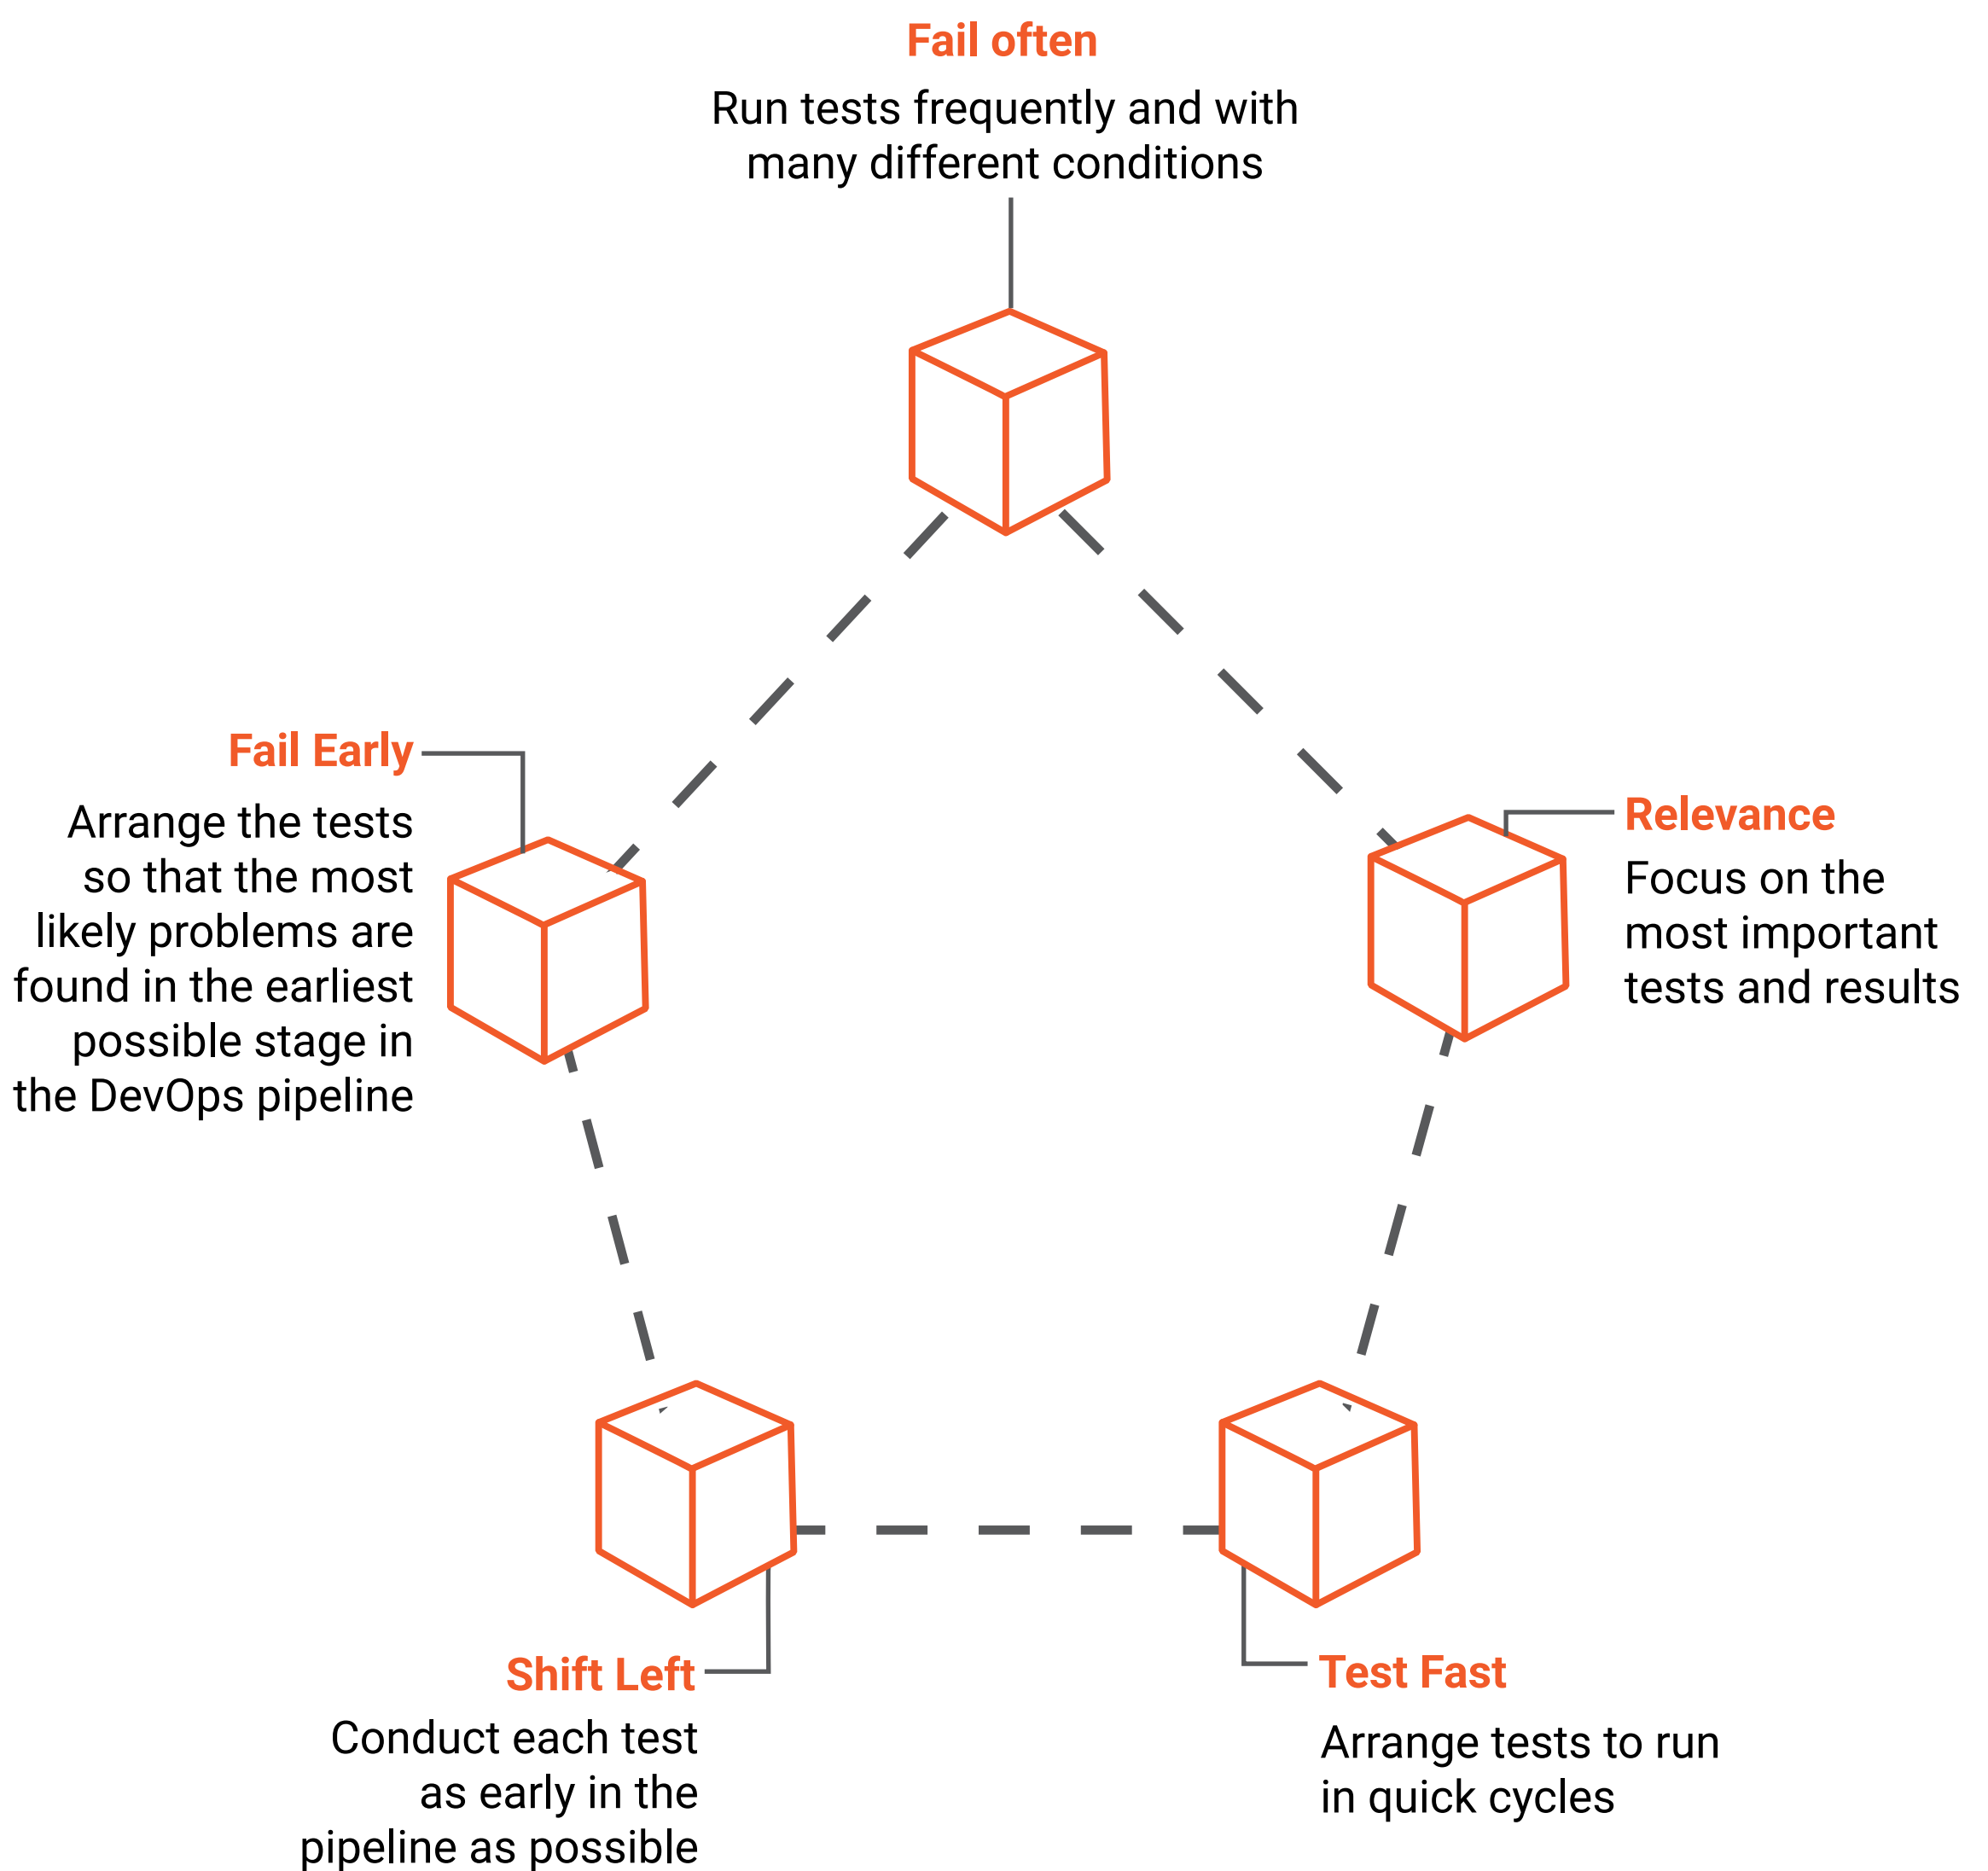 Fail often
Run tests frequently and with
many different conditions
Fail Early
Arrange the tests
so that the most
likely problems are
found in the earliest
possible stage in
the DevOps pipeline
Relevance
Focus on the
most important
tests and results
Shift Left
Conduct each test
as early in the
pipeline as possible
Test Fast
Arrange tests to run
in quick cycles